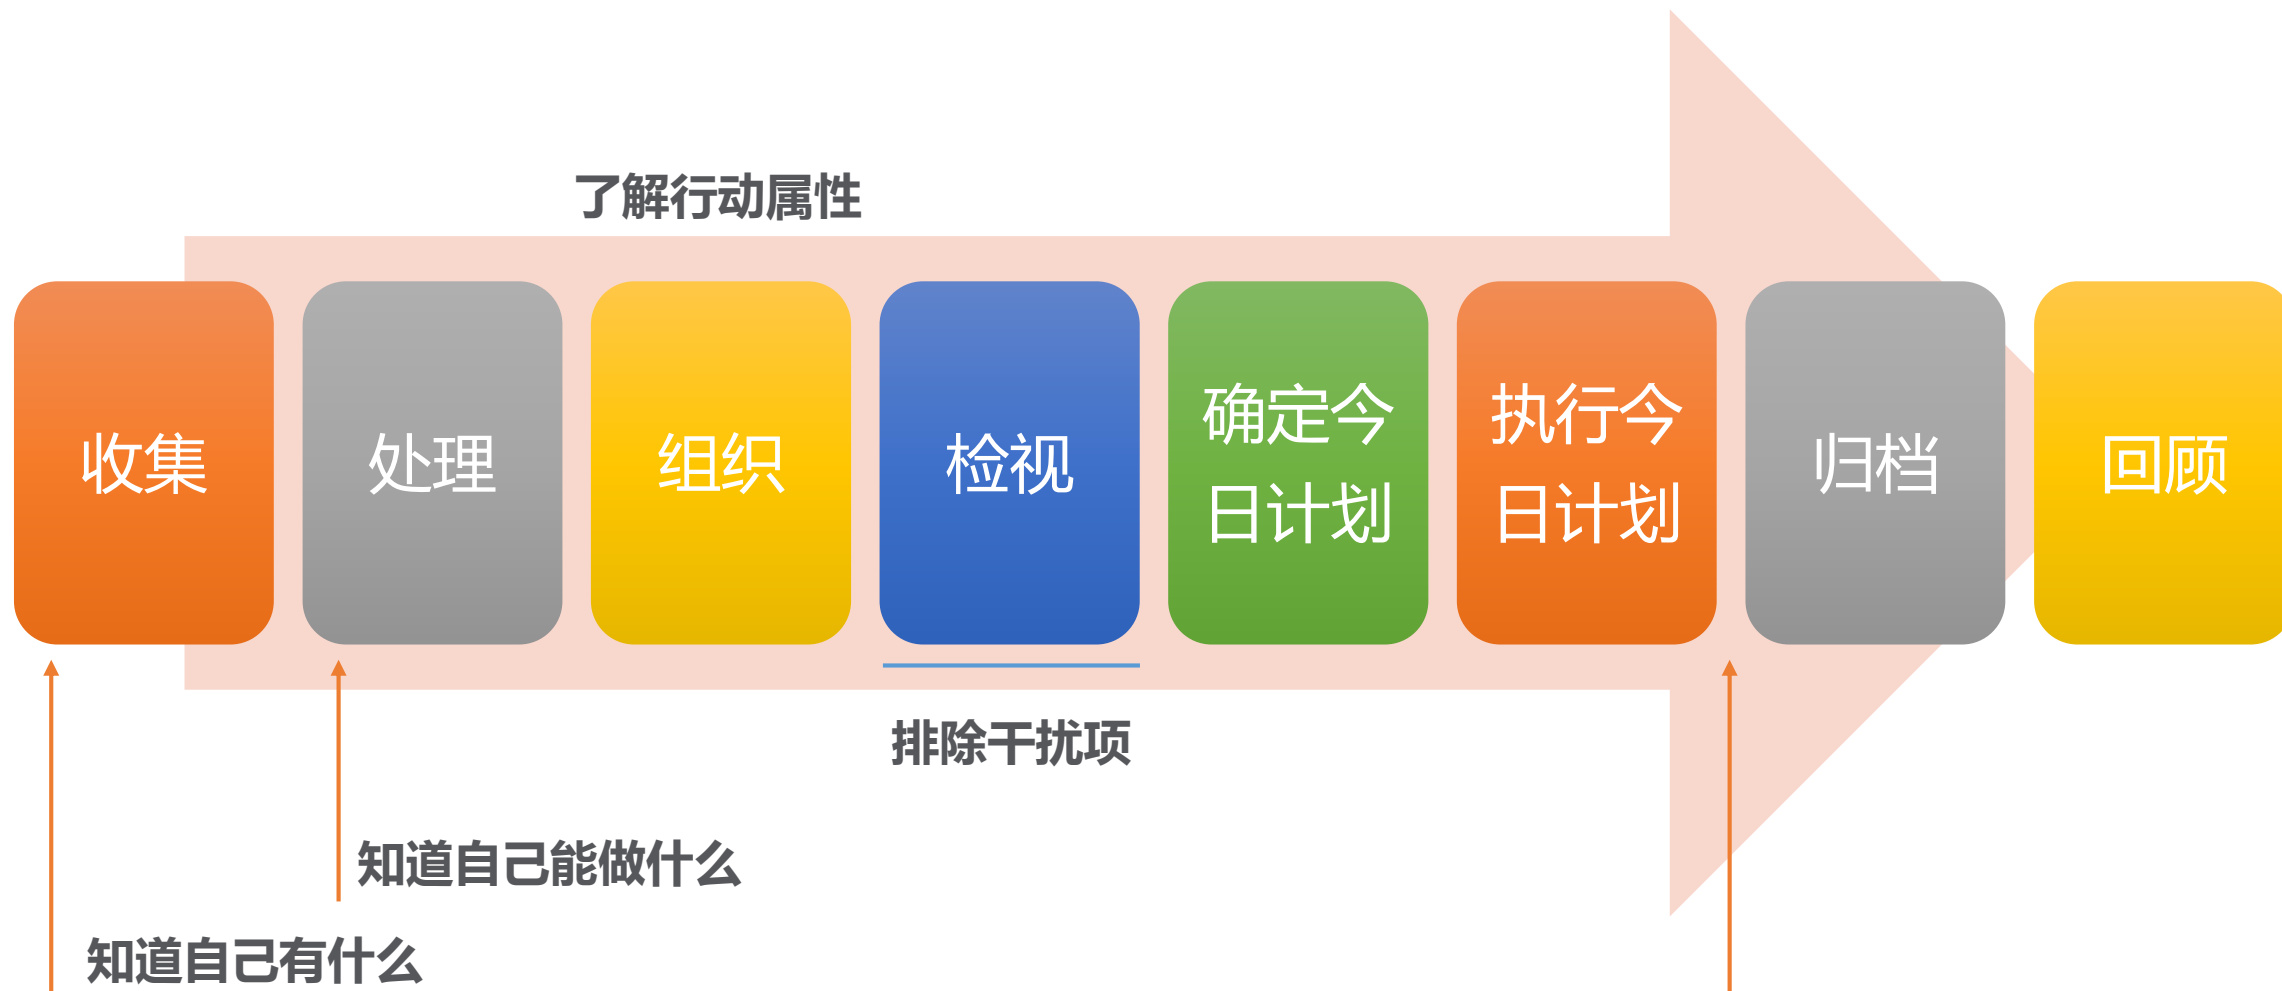 了解行动属性
收集
处理
组织
检视
确定今
日计划
执行今
日计划
归档
回顾
排除干扰项
知道自己能做什么
知道自己有什么